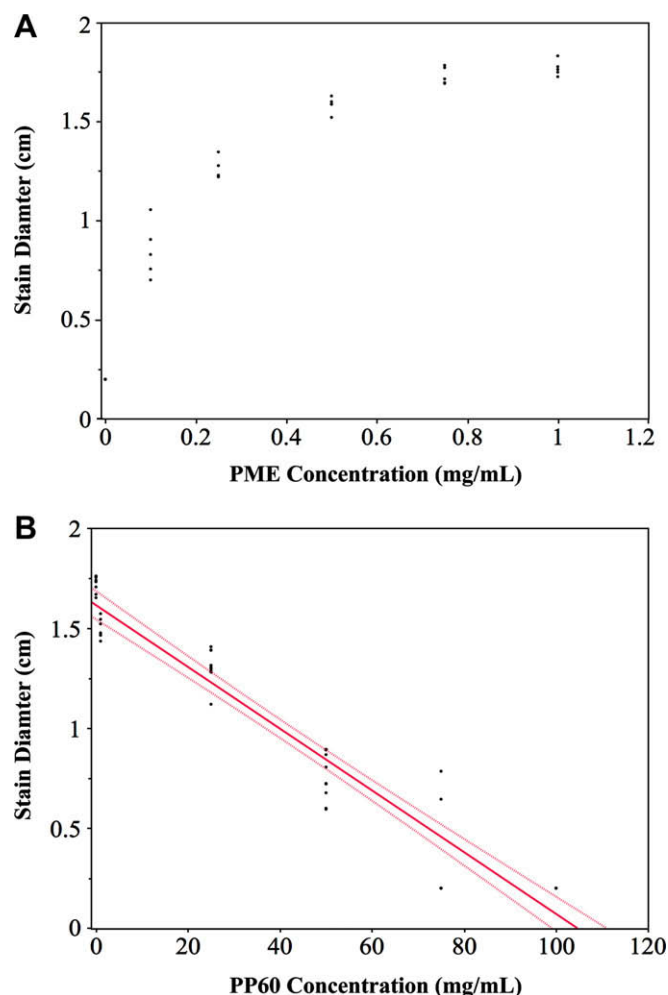 A
2
1.5
1
0.5
0
Stain Diamter (cm)
0 0.2 0.4 0.6 0.8 1 1.2
PME Concentration (mg/mL)
B
2
1.5
1
0.5
0
Stain Diamter (cm)
0 20 40 60 80 100 120
PP60 Concentration (mg/mL)